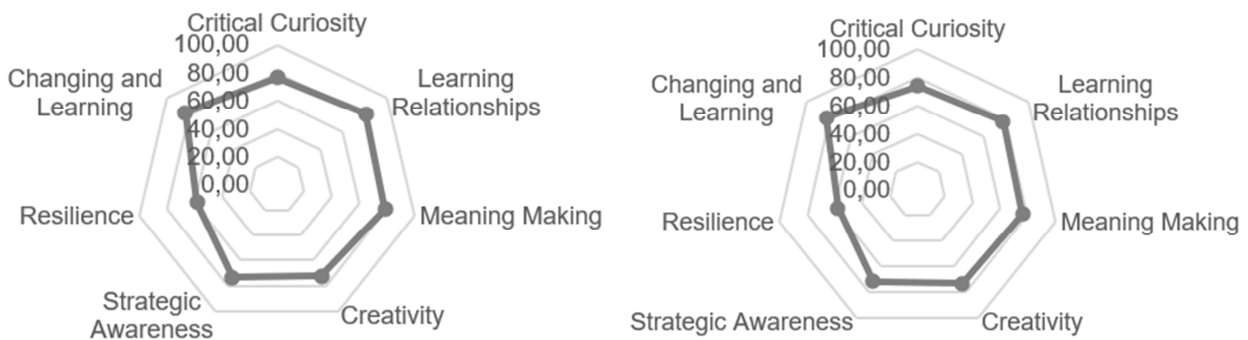 Critical Curiosity
100,00
80,00
60,00
40,00
20,00
0,00
Learning
Relationships
Meaning Making
Creativity
Strategic
Awareness
Resilience
Changing and
Learning
Critical Curiosity
100,00
80,00
60,00
40,00
20,00
0,00
Learning
Relationships
Meaning Making
Creativity
Strategic Awareness
Resilience
Changing and
Learning